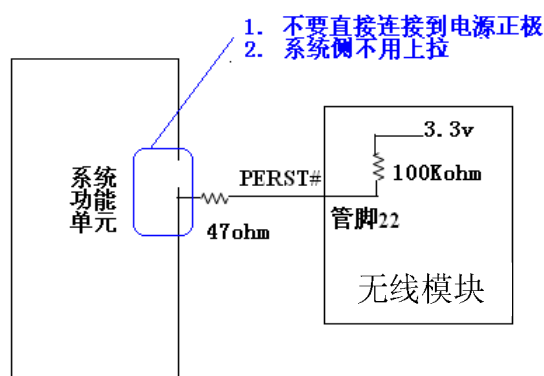 1. 不要直接连接到电源正极
2. 系统侧不用上拉
3.3v
100Kohm
PERST#
系统
功能
单元
47ohm
管脚22
无线模块